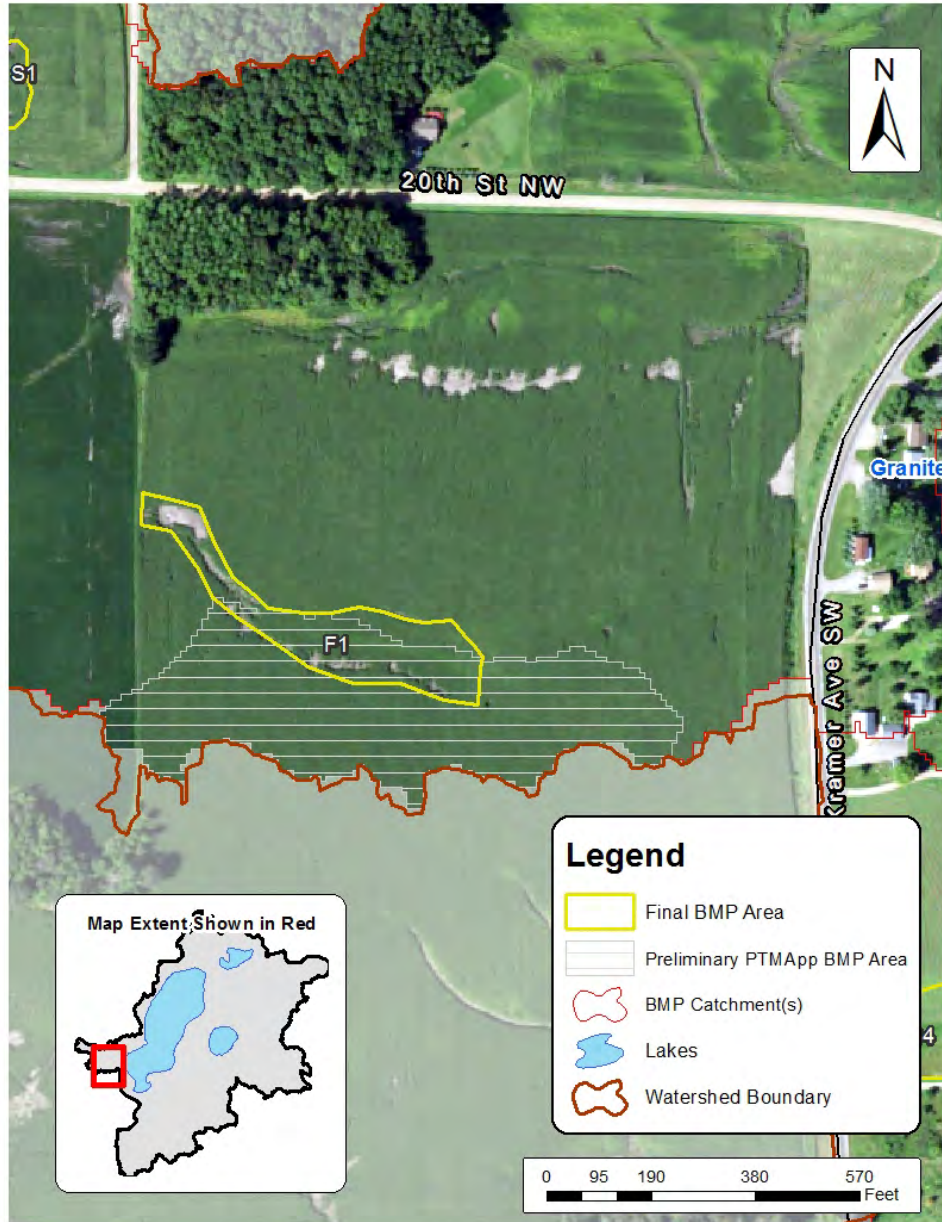 S1
N
20th St NW
Granite
F1
Kramer Ave SW
Legend
Final BMP Area
Preliminary PTMApp BMP Area
BMP Catchment(s)
Lakes
Watershed Boundary
Map Extent Shown in Red
4
0 95 190 380 570
Feet